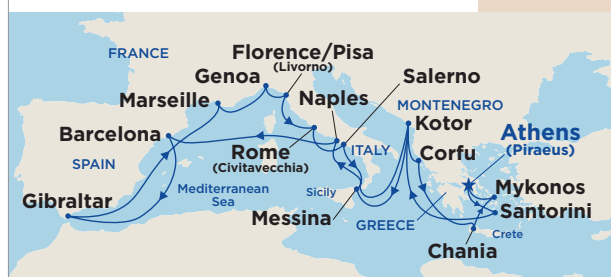 FRANCE
Florence/Pisa
(Livorno)
Genoa
Salerno
Marseille
Naples
MONTENEGRO
Kotor
Barcelona
Athens
(Piraeus)
Rome
(Civitavecchia)
ITALY
Corfu
SPAIN
Mediterranean
Sea
Sicily
Mykonos
Gibraltar
Messina
Santorini
GREECE
Crete
Chania